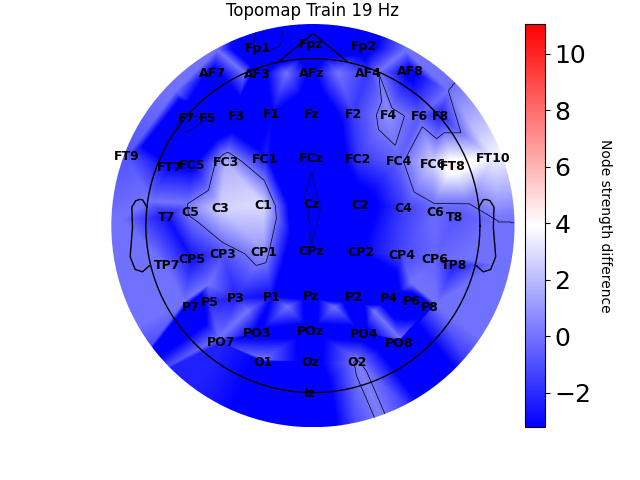 Topomap Train 19 Hz
Fp1 Fpz Fp2
AF7 AF3 AFz AF4 AF8
F7 F5 F3 F1 Fz F2 F4 F6 F8
FT9 FT7 FC5 FC3 FC1 FCz FC2 FC4 FC6 FT8 FT10
T7 C5 C3 C1 Cz C2 C4 C6 T8
TP7 CP5 CP3 CP1 CPz CP2 CP4 CP6 TP8
P7 P5 P3 P1 Pz P2 P4 P6 P8
PO7 PO3 POz PO4 PO8
O1 Oz O2
Iz
10
8
6
4
2
0
−2
Node strength difference